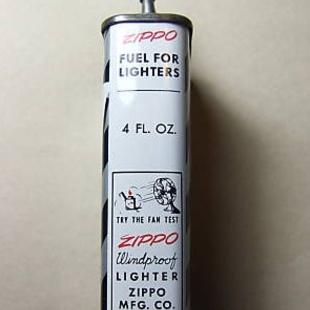 ZIPPO
FUEL FOR
LIGHTERS
4 FL. OZ.
TRY THE FAN TEST
ZIPPO
Windproof
LIGHTER
ZIPPO
MFG. CO.